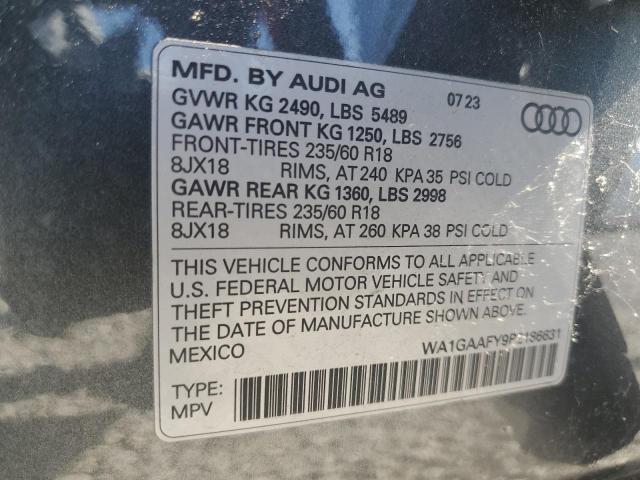 MFD. BY AUDI AG 07 23
GVWR KG 2490, LBS 5489
GAWR FRONT KG 1250, LBS 2756
FRONT-TIRES 235/60 R18
8JX18 RIMS, AT 240 KPA 35 PSI COLD
GAWR REAR KG 1360, LBS 2998
REAR-TIRES 235/60 R18
8JX18 RIMS, AT 260 KPA 38 PSI COLD
THIS VEHICLE CONFORMS TO ALL APPLICABLE
U.S. FEDERAL MOTOR VEHICLE SAFETY AND
THEFT PREVENTION STANDARDS IN EFFECT ON
THE DATE OF MANUFACTURE SHOWN ABOVE
MEXICO
WA1GAAFY9P2186631
TYPE:
MPV